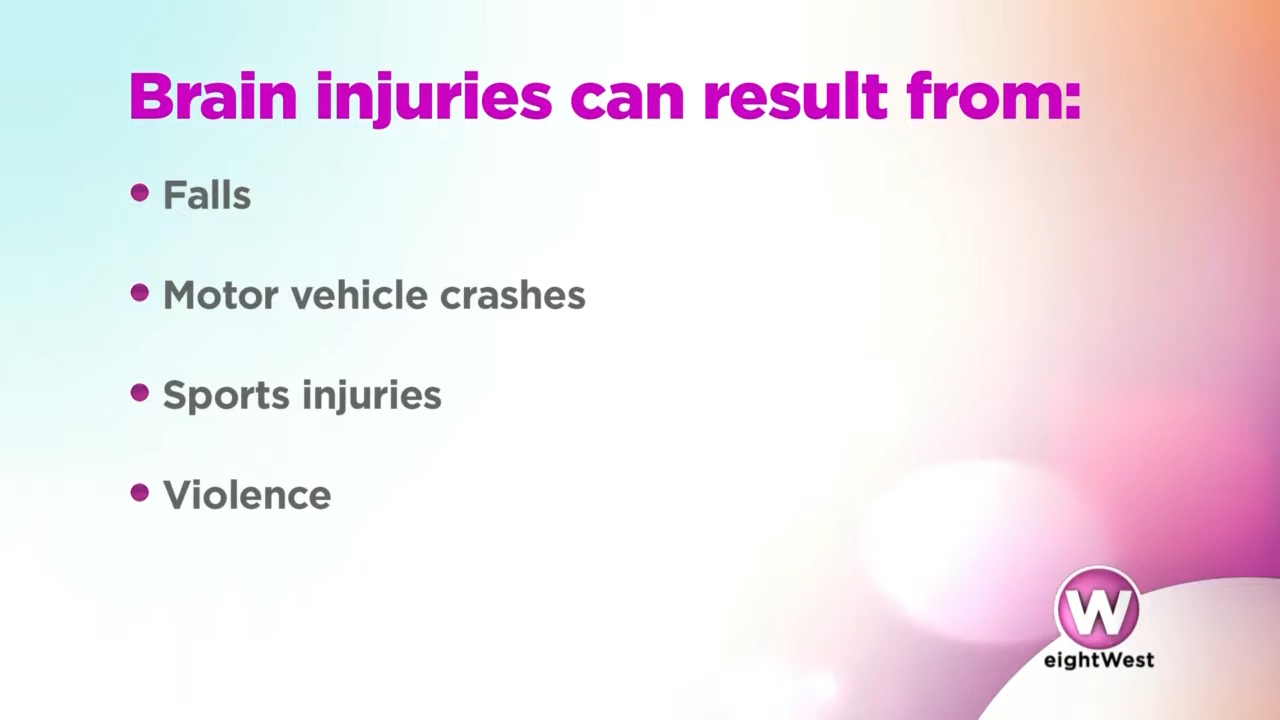 Brain injuries can result from:
• Falls
• Motor vehicle crashes
• Sports injuries
• Violence
W
eightWest